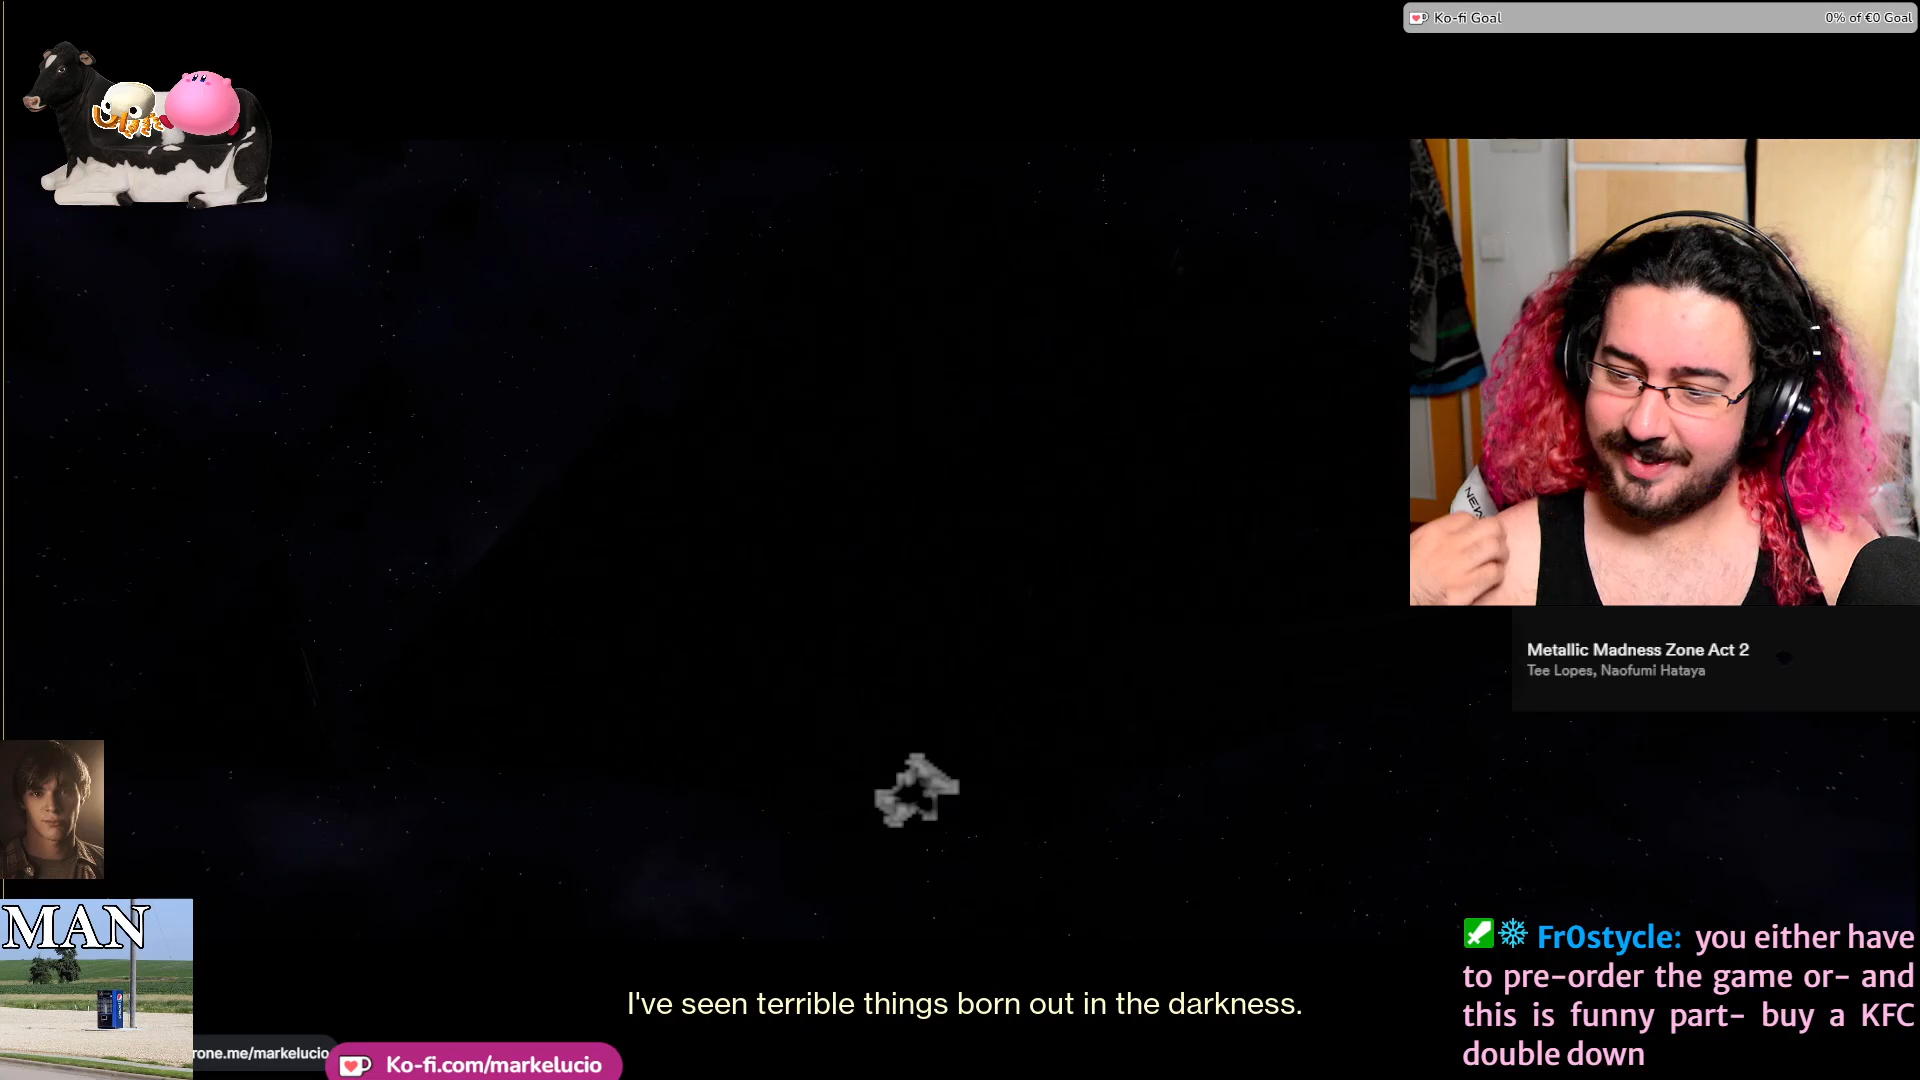 Ko-fi Goal
0% of €0 Goal
NEW
Metallic Madness Zone Act 2
Tee Lopes, Naofumi Hataya
MAN
I've seen terrible things born out in the darkness.
Fr0stycle: you either have
to pre-order the game or- and
this is funny part- buy a KFC
double down
rone.me/markelucio
Ko-fi.com/markelucio